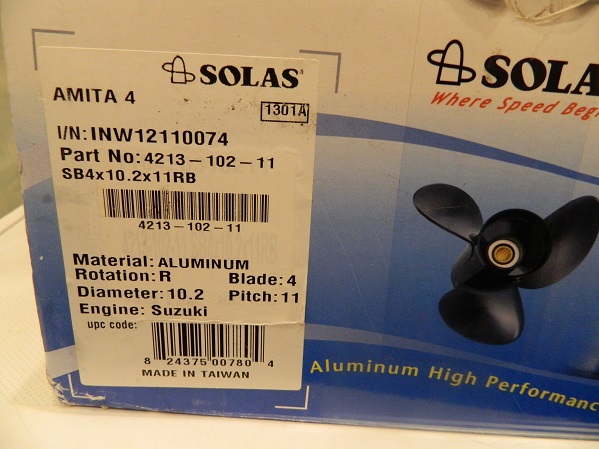 SOLAS
AMITA 4
1301A
I/N: INW12110074
Part No: 4213-102-11
SB4x10.2x11RB
4213-102-11
Material: ALUMINUM
Rotation: R Blade: 4
Diameter: 10.2 Pitch: 11
Engine: Suzuki
upc code:
8 24375 00780 4
MADE IN TAIWAN
SOLA
Where Speed Begi
Aluminum High Performanc